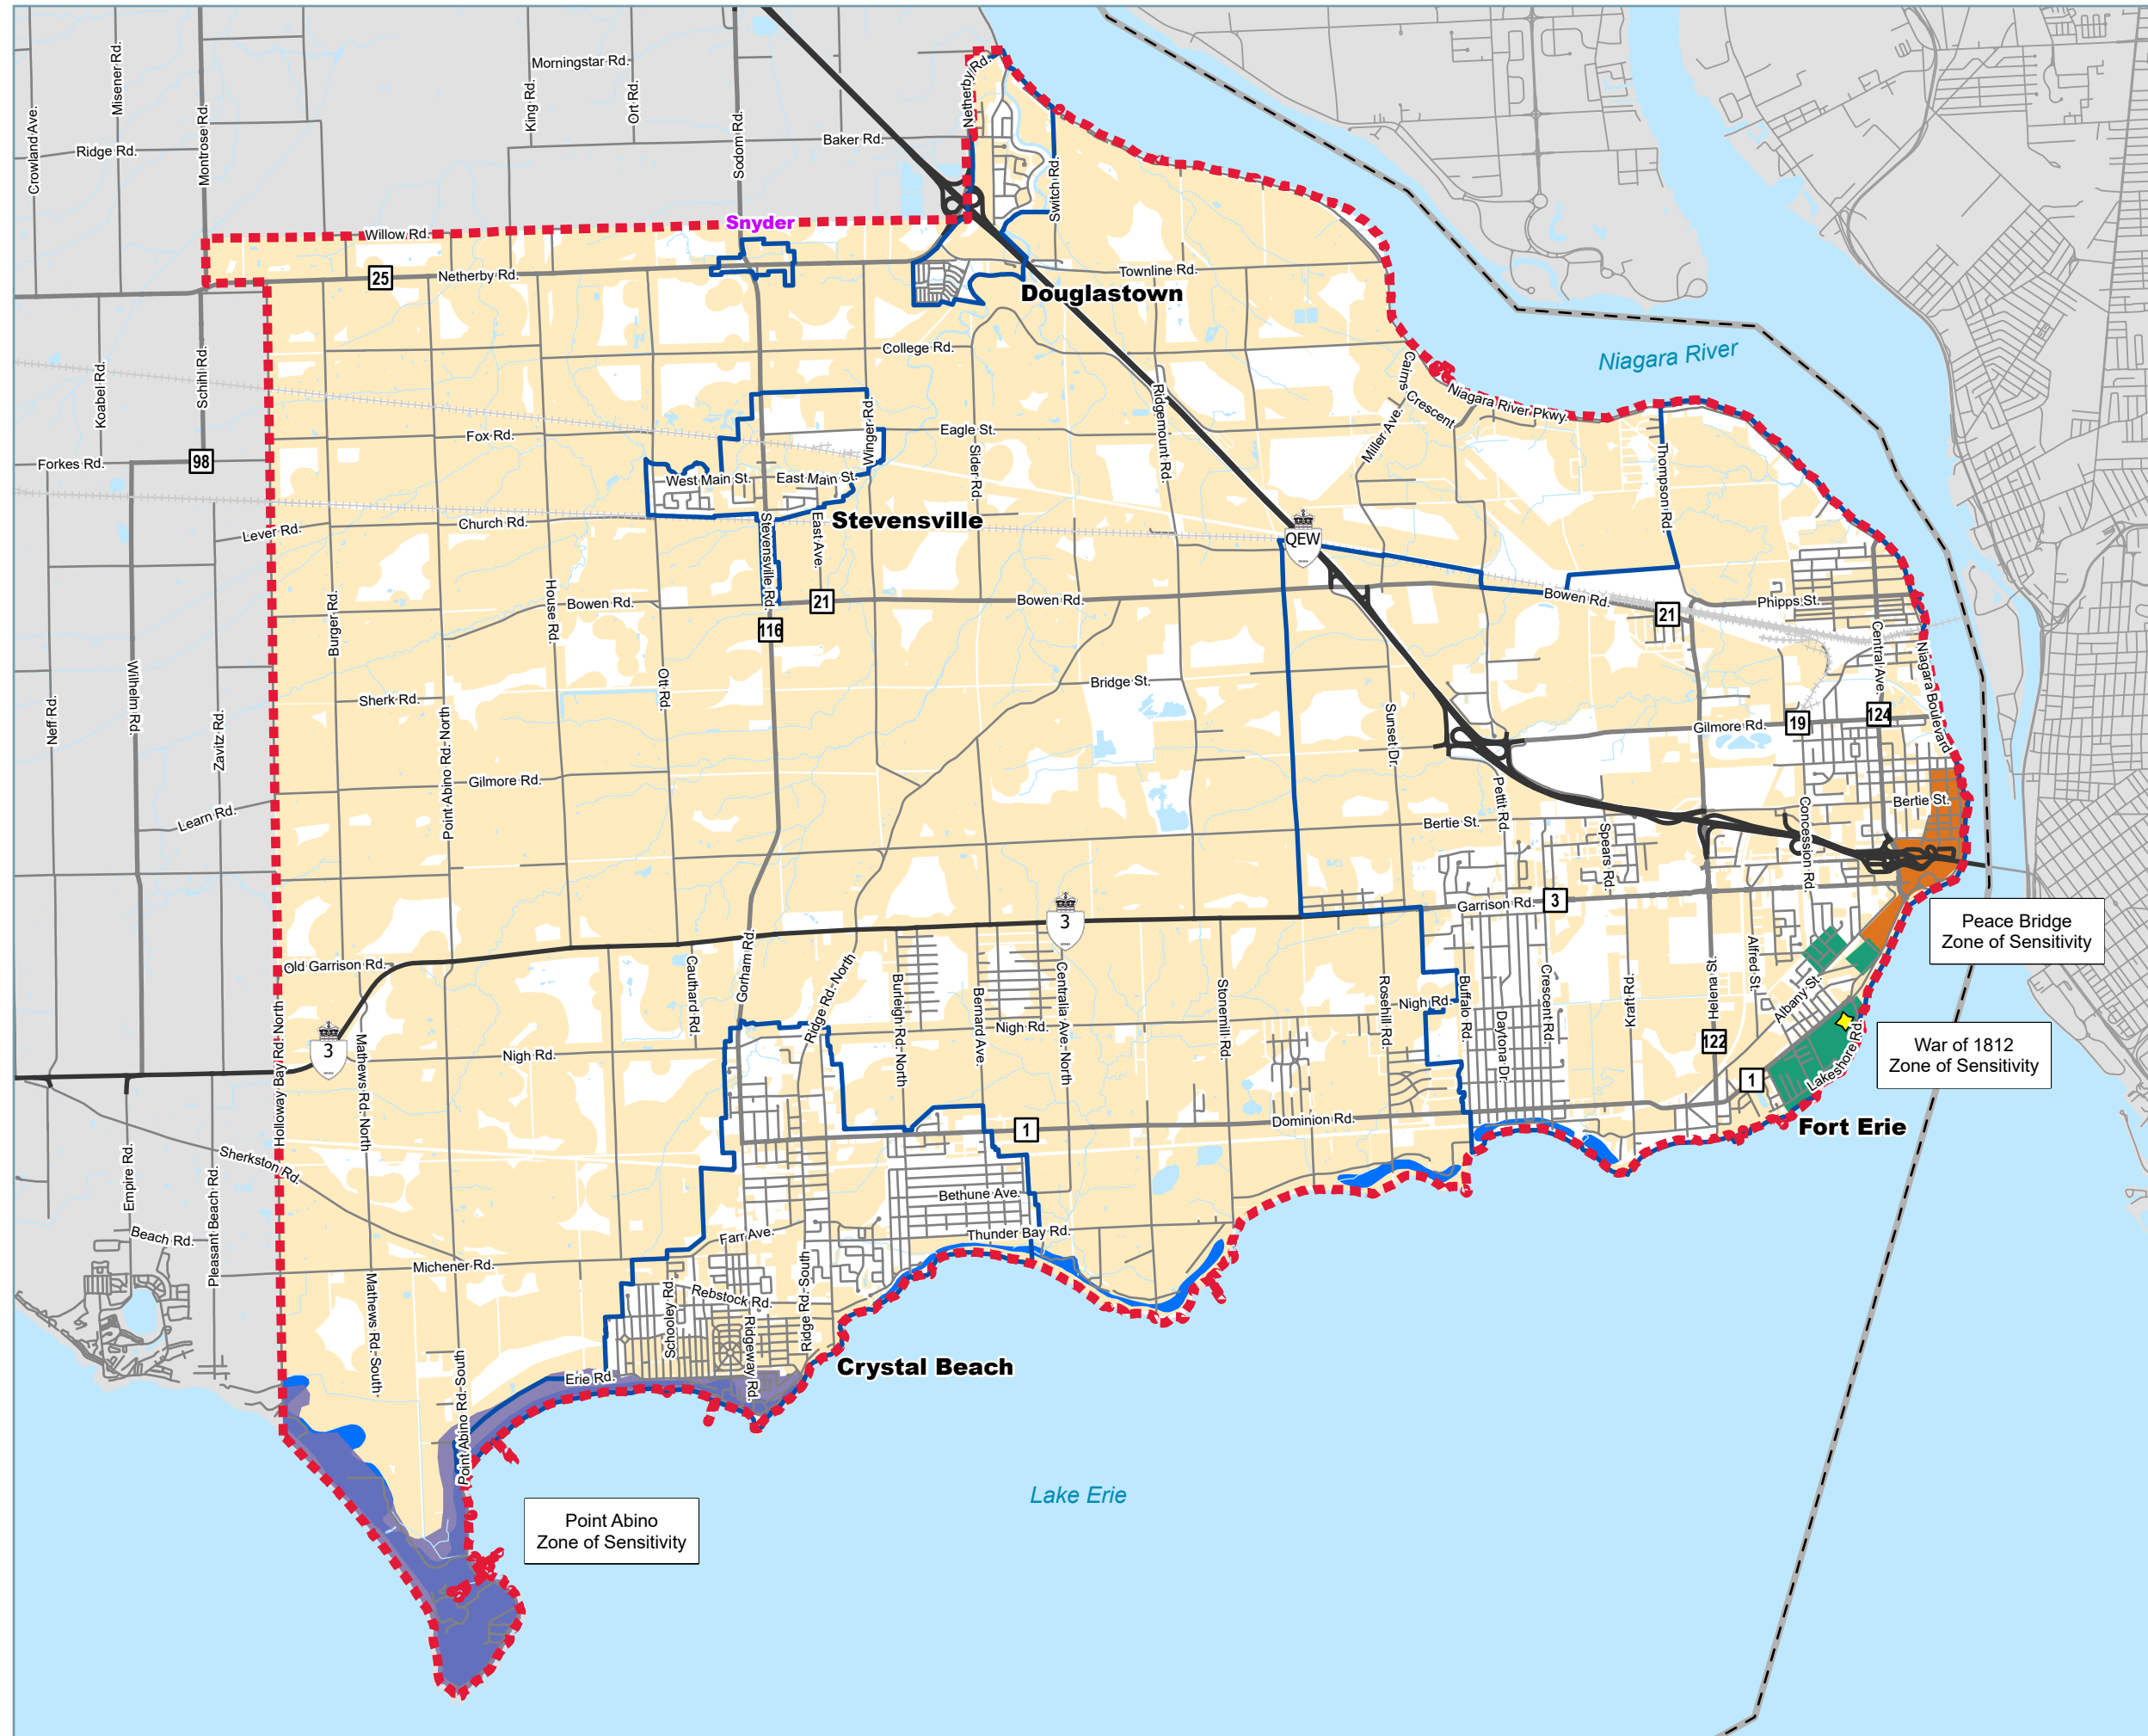 Morningstar Rd.
Misener Rd.
Crowland Ave.
Montrose Rd.
King Rd.
Ort Rd.
Sodom Rd.
Baker Rd.
Ridge Rd.
Netherby Rd.
Switch Rd.
Snyder
Willow Rd.
25
Netherby Rd.
Townline Rd.
Douglastown
Niagara River
College Rd.
Koabel Rd.
Schihl Rd.
Cairns Crescent
Niagara River Pkwy.
Ridgemount Rd.
Miller Ave.
Winger Rd.
Fox Rd.
Eagle St.
Sider Rd.
Thompson Rd.
Forkes Rd.
98
West Main St.
East Main St.
Stevensville
Church Rd.
Lever Rd.
Stevensville Rd.
East Ave.
QEW
House Rd.
Burger Rd.
Bowen Rd.
21
Bowen Rd.
Bowen Rd.
21
Phipps St.
116
Central Ave.
Niagara Boulevard
Wilhelm Rd.
Neff Rd.
Zavitz Rd.
Sherk Rd.
Ott Rd.
Bridge St.
Point Abino Rd- North
Sunset Dr.
Gilmore Rd.
19
124
Gilmore Rd.
Learn Rd.
Pettit Rd.
Bertie St.
Spears Rd.
Concession Rd.
Bertie St.
Garrison Rd.
3
3
Peace Bridge
Zone of Sensitivity
Old Garrison Rd.
Gorham Rd.
Cauthard Rd.
Ridge Rd- North
Burleigh Rd- North
Bernard Ave.
Centralia Ave- North
Stonemill Rd.
Rosehill Rd.
Nigh Rd.
Buffalo Rd.
Daytona Dr.
Crescent Rd.
Kraft Rd.
Helena St.
Alfred St.
Albany St.
Holloway Bay Rd- North
3
Mathews Rd- North
Nigh Rd.
Nigh Rd.
122
1
Lakeshore Rd.
War of 1812
Zone of Sensitivity
Dominion Rd.
1
Fort Erie
Empire Rd.
Pleasant Beach Rd.
Sherkston Rd.
Beach Rd.
Bethune Ave.
Thunder Bay Rd.
Farr Ave.
Michener Rd.
Mathews Rd- South
Schooley Rd.
Rebstock Rd.
Ridgeway Rd.
Ridge Rd- South
Crystal Beach
Erie Rd.
Point Abino Rd- South
Lake Erie
Point Abino
Zone of Sensitivity